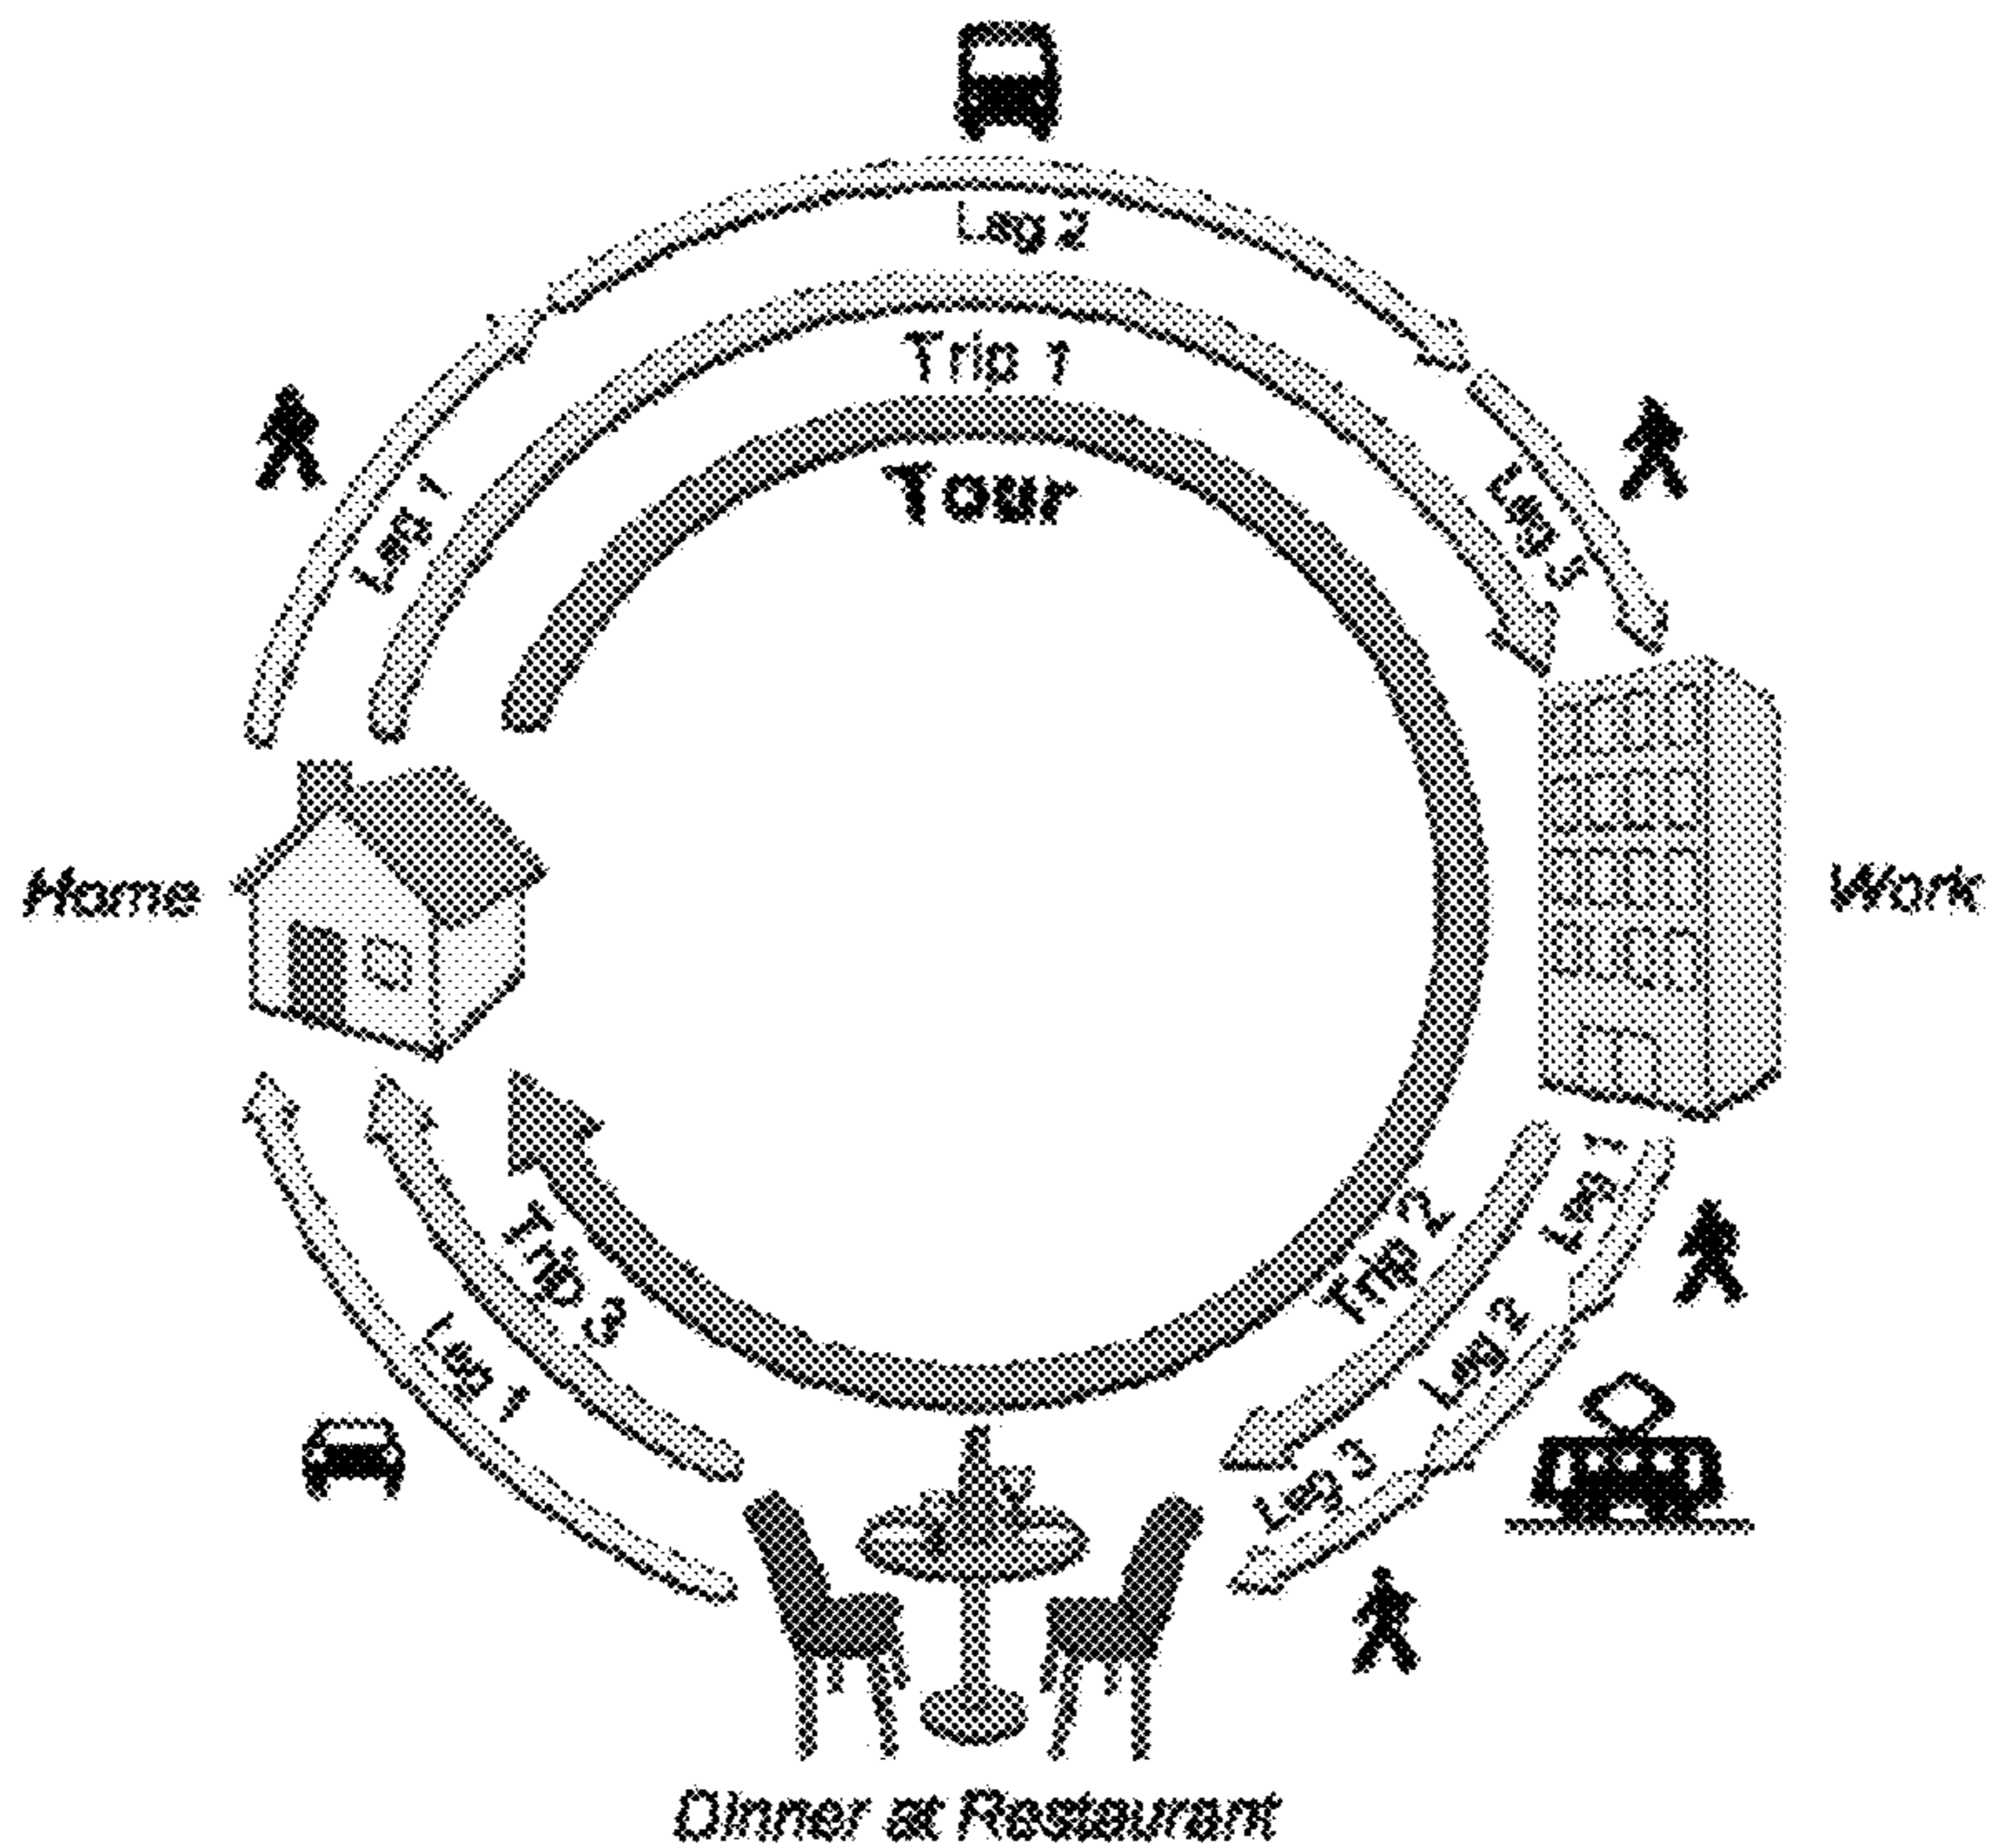 Leg 2
Trip 1
Tour
Leg 1
Leg 3
Home
Work
Leg 1
Trip 2
Trip 3
Leg 2
Leg 1
Leg 3
Dinner at Restaurant